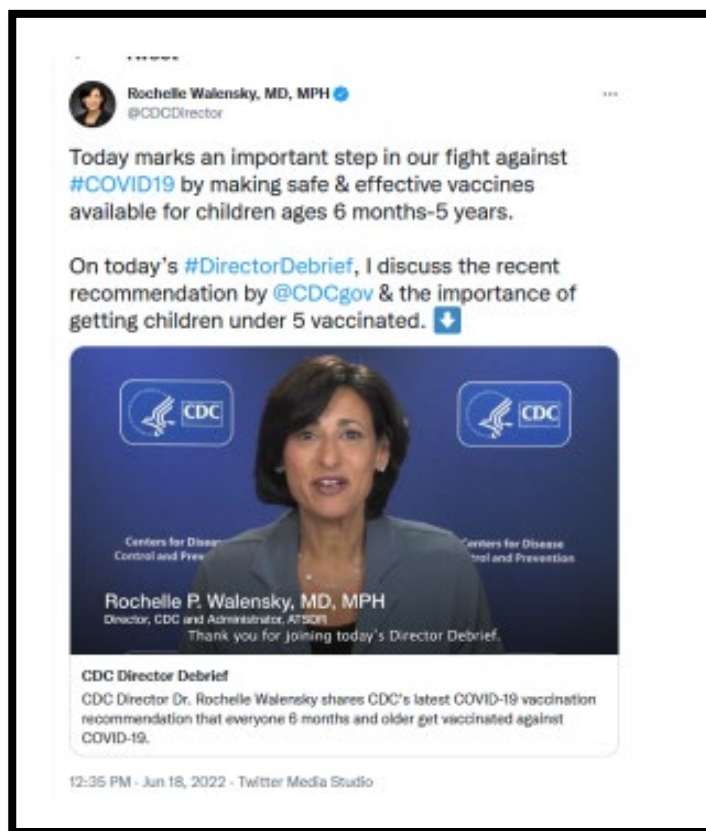 Tweet
Rochelle Walensky, MD, MPH
@CDCDirector
Today marks an important step in our fight against
#COVID19 by making safe & effective vaccines
available for children ages 6 months-5 years.
On today's #DirectorDebrief, I discuss the recent
recommendation by @CDCgov & the importance of
getting children under 5 vaccinated.
CDC
CDC
Centers for Disease
Control and Prev
Centers for Disease
rol and Prevention
Rochelle P. Walensky, MD, MPH
Director, CDC and Administrator, ATSDR
Thank you for joining today's Director Debrief.
CDC Director Debrief
CDC Director Dr. Rochelle Walensky shares CDC's latest COVID-19 vaccination
recommendation that everyone 6 months and older get vaccinated against
COVID-19.
12:35 PM - Jun 18, 2022 - Twitter Media Studio